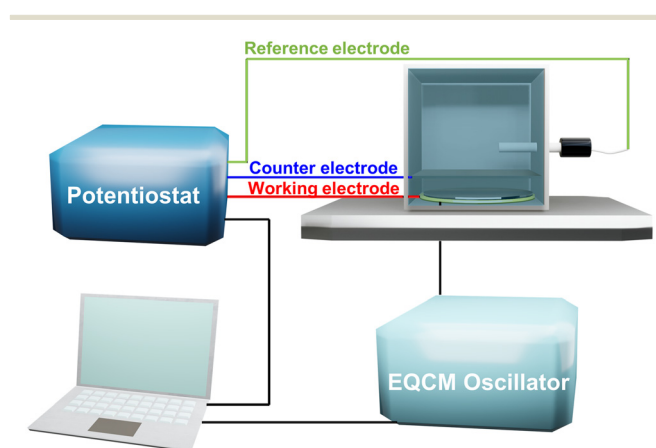 Reference electrode
Counter electrode
Working electrode
Potentiostat
EQCM Oscillator